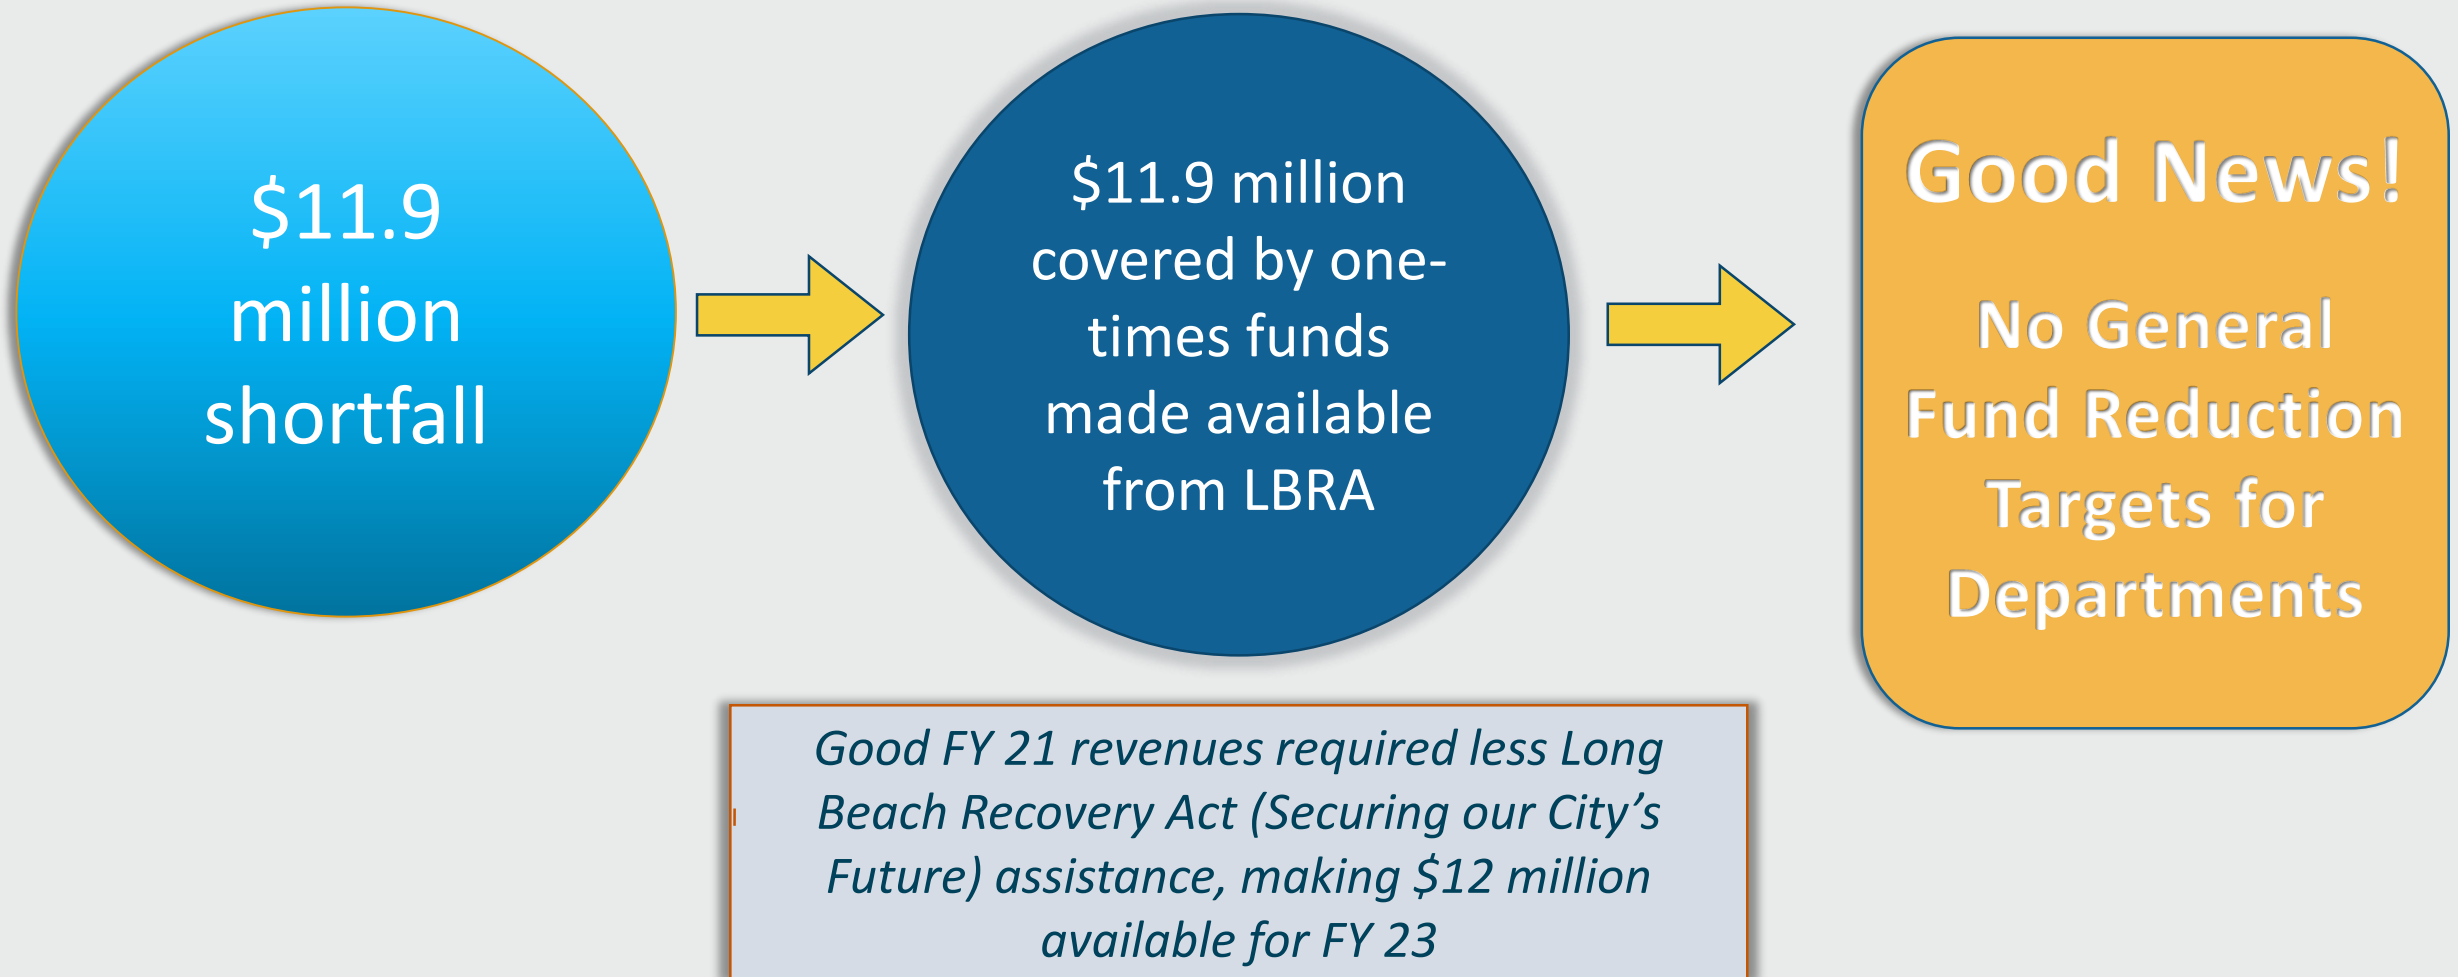 $11.9
million
shortfall
$11.9 million
covered by one-
times funds
made available
from LBRA
Good News!
No General
Fund Reduction
Targets for
Departments
Good FY 21 revenues required less Long
Beach Recovery Act (Securing our City’s
Future) assistance, making $12 million
available for FY 23